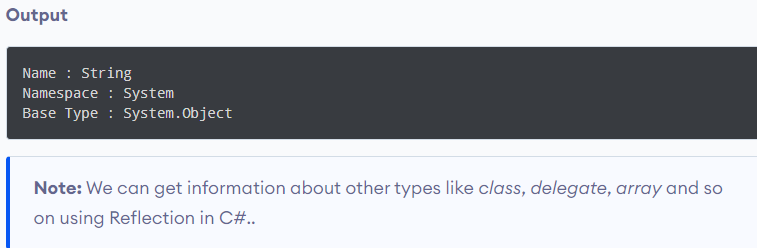 Output
Name : String
Namespace : System
Base Type : System.Object
Note: We can get information about other types like class, delegate, array and so
on using Reflection in C#..